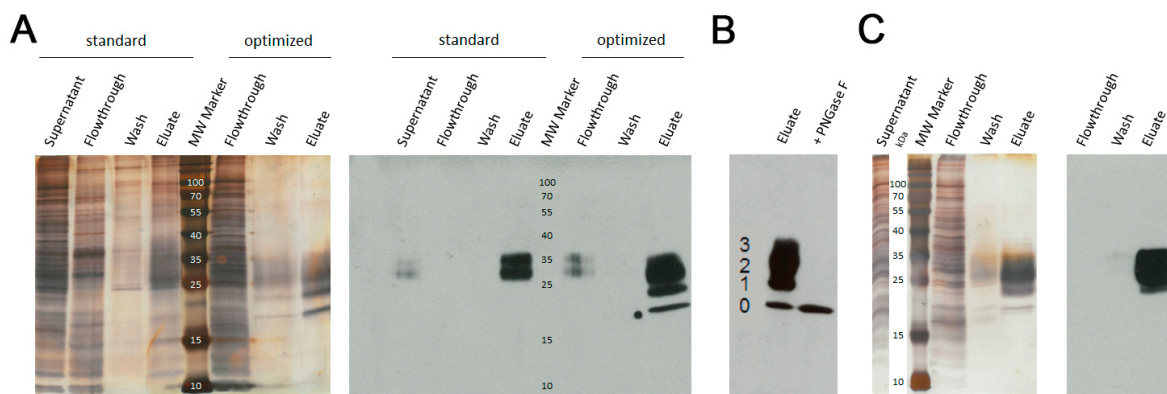 A
standard
optimized
Supernatant
Flowthrough
Wash
Eluate
MW Marker
Flowthrough
Wash
Eluate
100
70
55
40
35
25
15
10
standard
optimized
Supernatant
Flowthrough
Wash
Eluate
MW Marker
Flowthrough
Wash
Eluate
100
70
55
40
35
25
15
10
B
Eluate
+ PNGase F
3
2
1
0
C
Supernatant
kDa
MW Marker
Flowthrough
Wash
Eluate
100
70
55
40
35
25
15
10
Flowthrough
Wash
Eluate